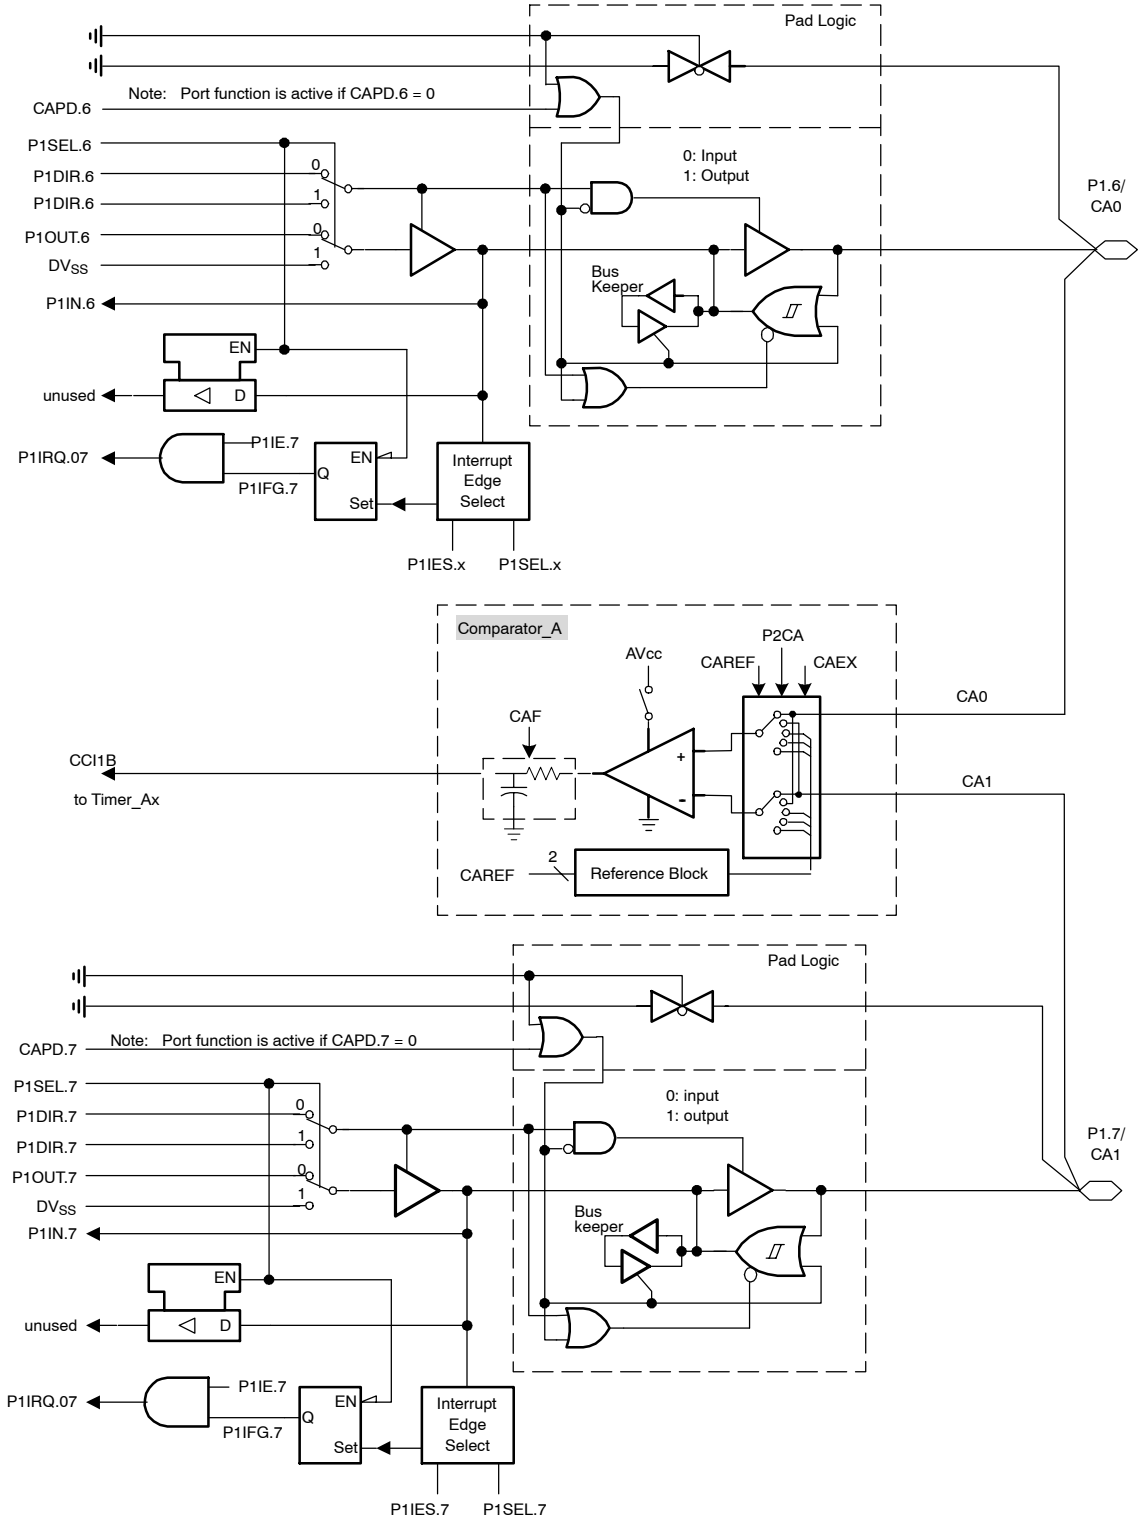 Pad Logic
Note: Port function is active if CAPD.6 = 0
CAPD.6
P1SEL.6
0
P1DIR.6
1
P1DIR.6
0: Input
1: Output
P1.6/
CA0
0
P1OUT.6
1
DVSS
Bus
Keeper
P1IN.6
EN
unused
D
P1IE.7
P1IRQ.07
P1IFG.7
EN
Q
Set
Interrupt
Edge
Select
P1IES.x
P1SEL.x
Comparator_A
P2CA
AVcc
CAREF
CAEX
CA0
CAF
+
CCI1B
to Timer_Ax
CA1
-
2
CAREF
Reference Block
Pad Logic
Note: Port function is active if CAPD.7 = 0
CAPD.7
P1SEL.7
0
P1DIR.7
1
P1DIR.7
0: input
1: output
P1.7/
CA1
0
P1OUT.7
1
DVSS
Bus
keeper
P1IN.7
EN
unused
D
P1IE.7
P1IRQ.07
P1IFG.7
EN
Q
Set
Interrupt
Edge
Select
P1IES.7
P1SEL.7